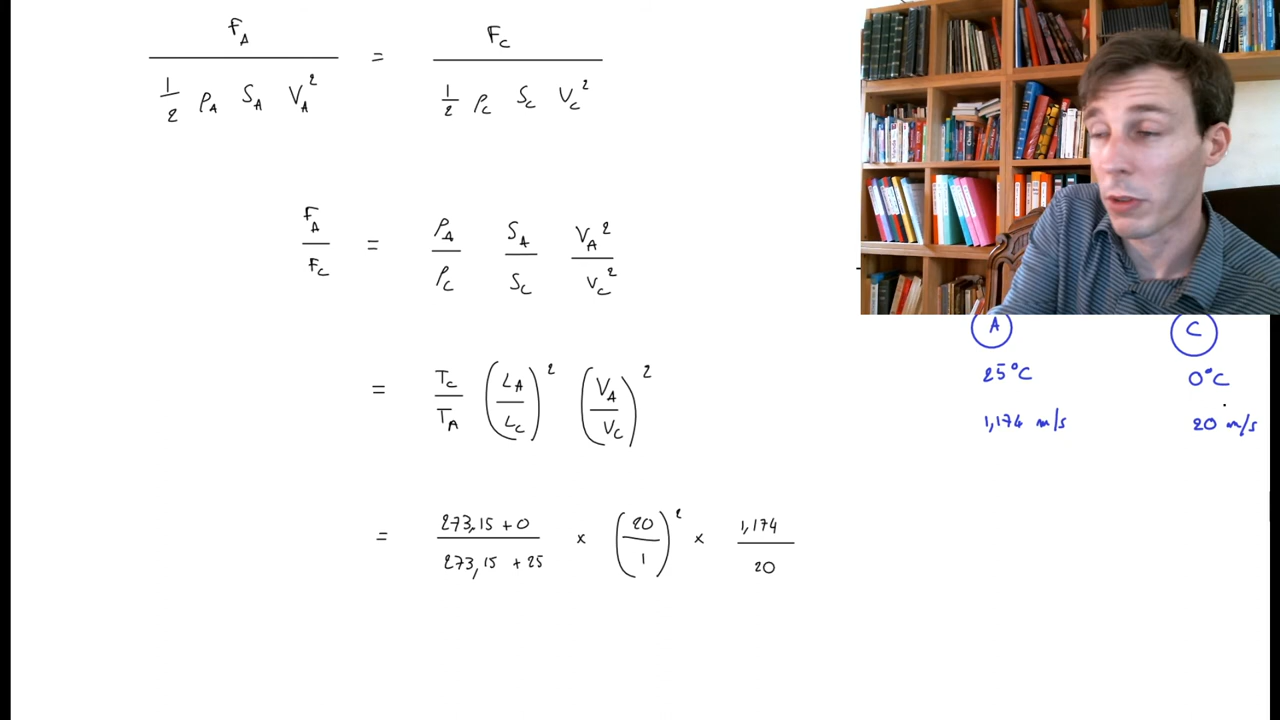 F_A / (1/2 ρ_A S_A V_A²) = F_C / (1/2 ρ_C S_C V_C²)
F_A / F_C = ρ_A / ρ_C S_A / S_C V_A² / V_C²
= T_C / T_A (L_A / L_C)² (V_A / V_C)²
= (273,15 + 0) / (273,15 + 25) × (20 / 1)² × 1,174 / 20
A C
25°C 0°C
1,174 m/s 20 m/s